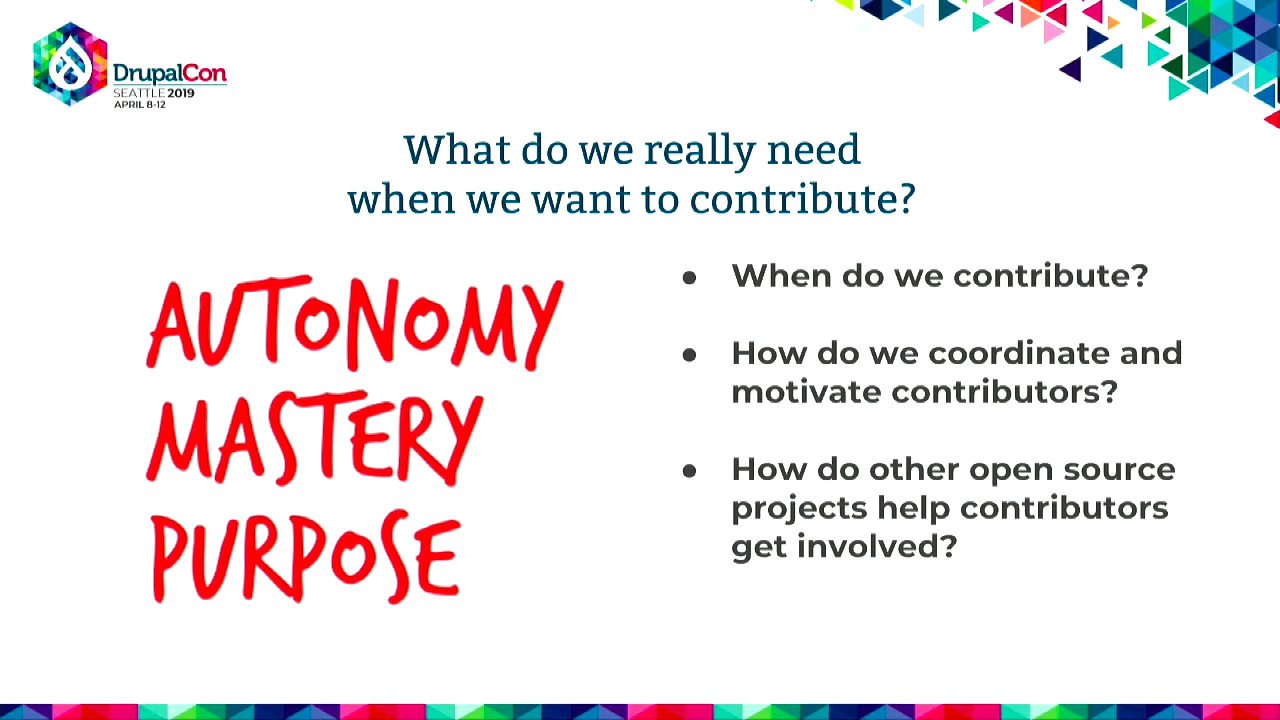 DrupalCon
SEATTLE 2019
APRIL 8-12
What do we really need
when we want to contribute?
AUTONOMY
MASTERY
PURPOSE
● When do we contribute?
● How do we coordinate and
motivate contributors?
● How do other open source
projects help contributors
get involved?